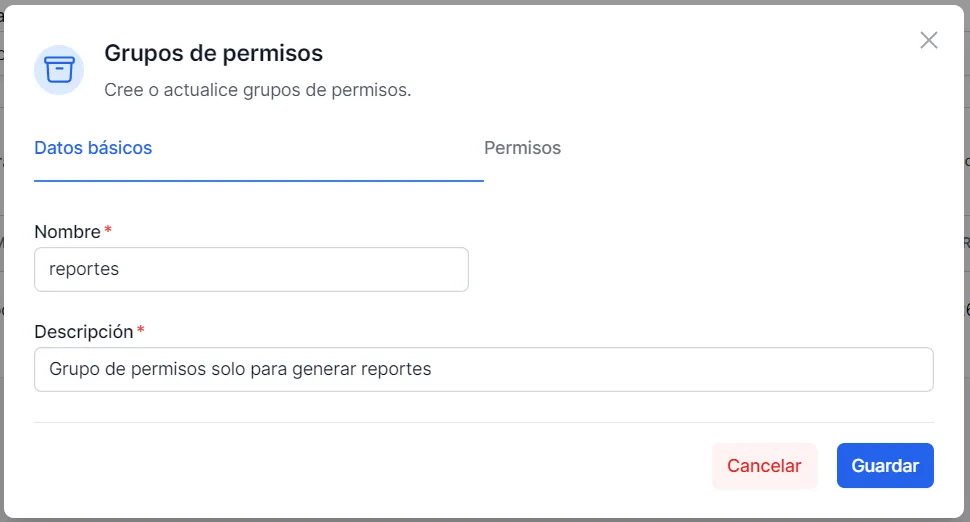 Grupos de permisos
Cree o actualice grupos de permisos.
Datos básicos
Permisos
Nombre*
reportes
Descripción*
Grupo de permisos solo para generar reportes
Cancelar
Guardar